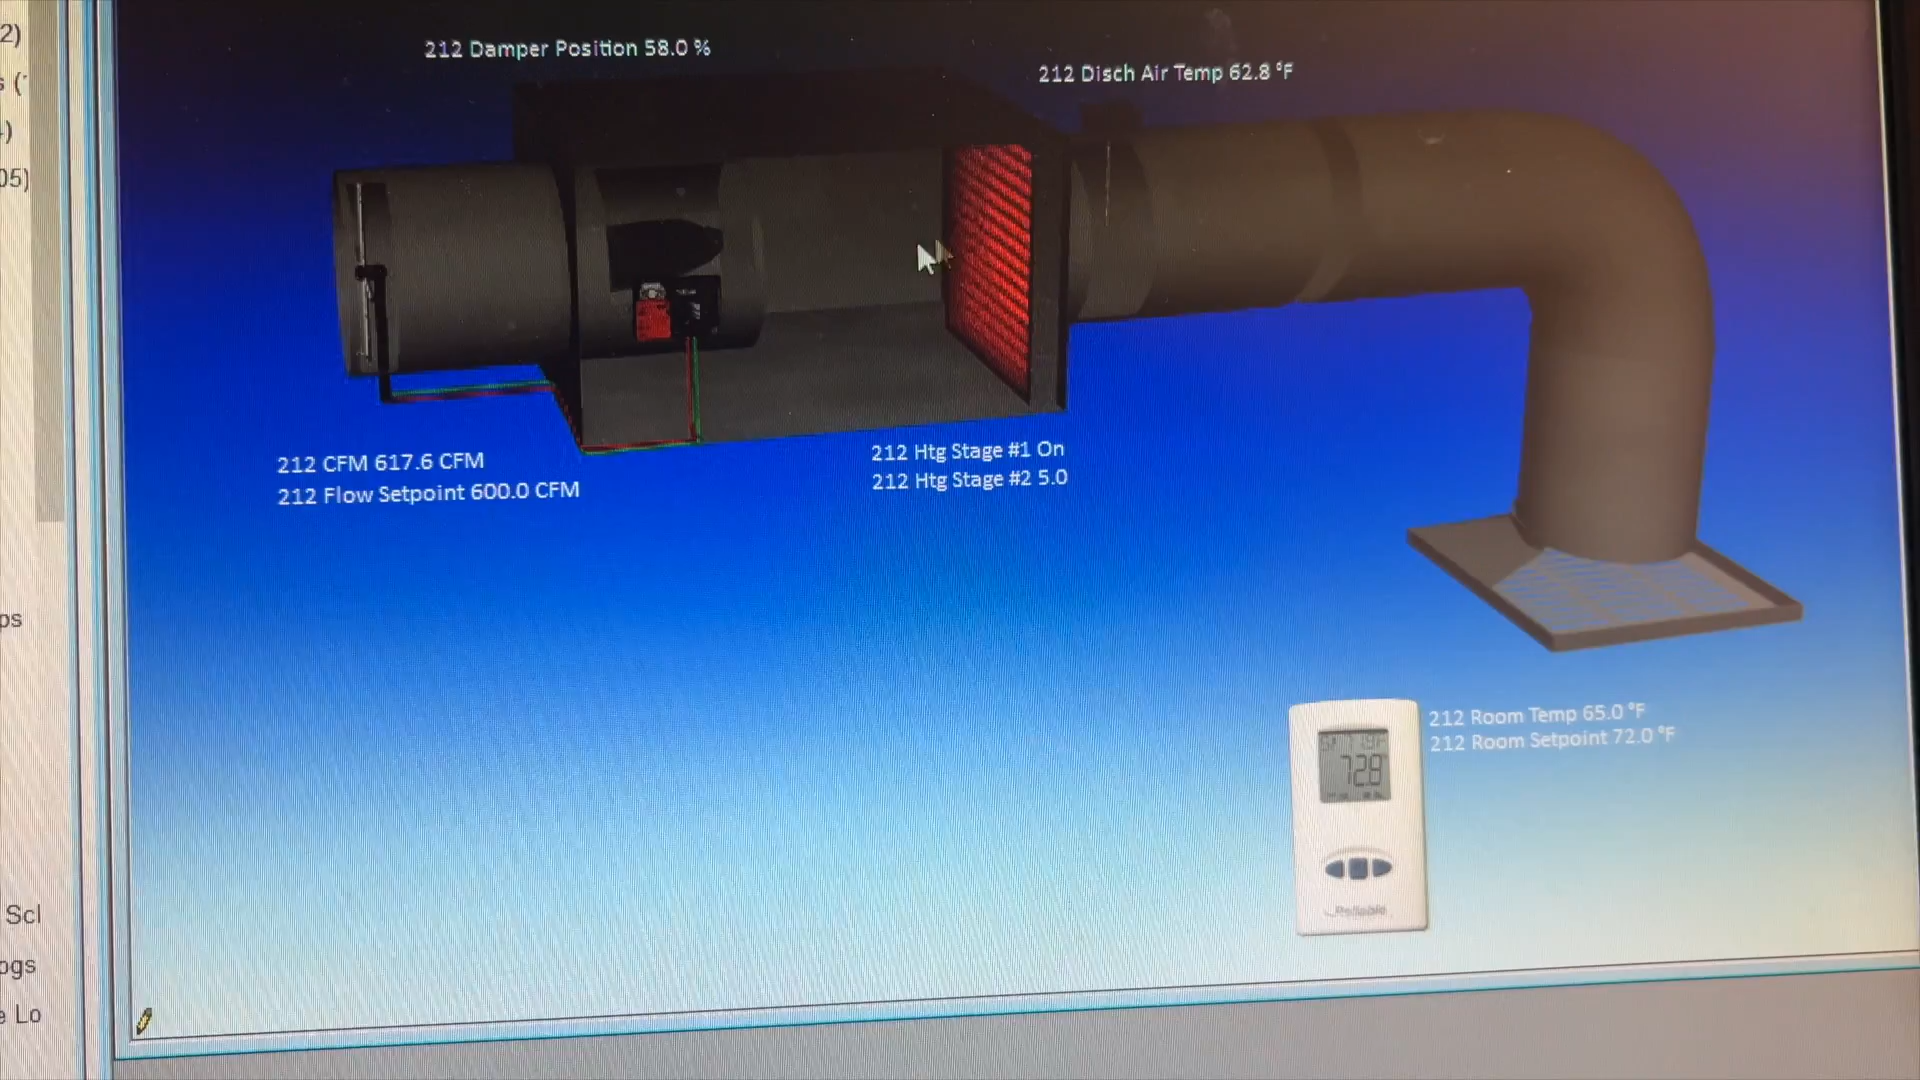 2)
s (
05)
ps
Scl
ogs
e Lo
212 Damper Position 58.0 %
212 Disch Air Temp 62.8 °F
212 CFM 617.6 CFM
212 Flow Setpoint 600.0 CFM
212 Htg Stage #1 On
212 Htg Stage #2 5.0
212 Room Temp 65.0 °F
212 Room Setpoint 72.0 °F
72.8
Reliable